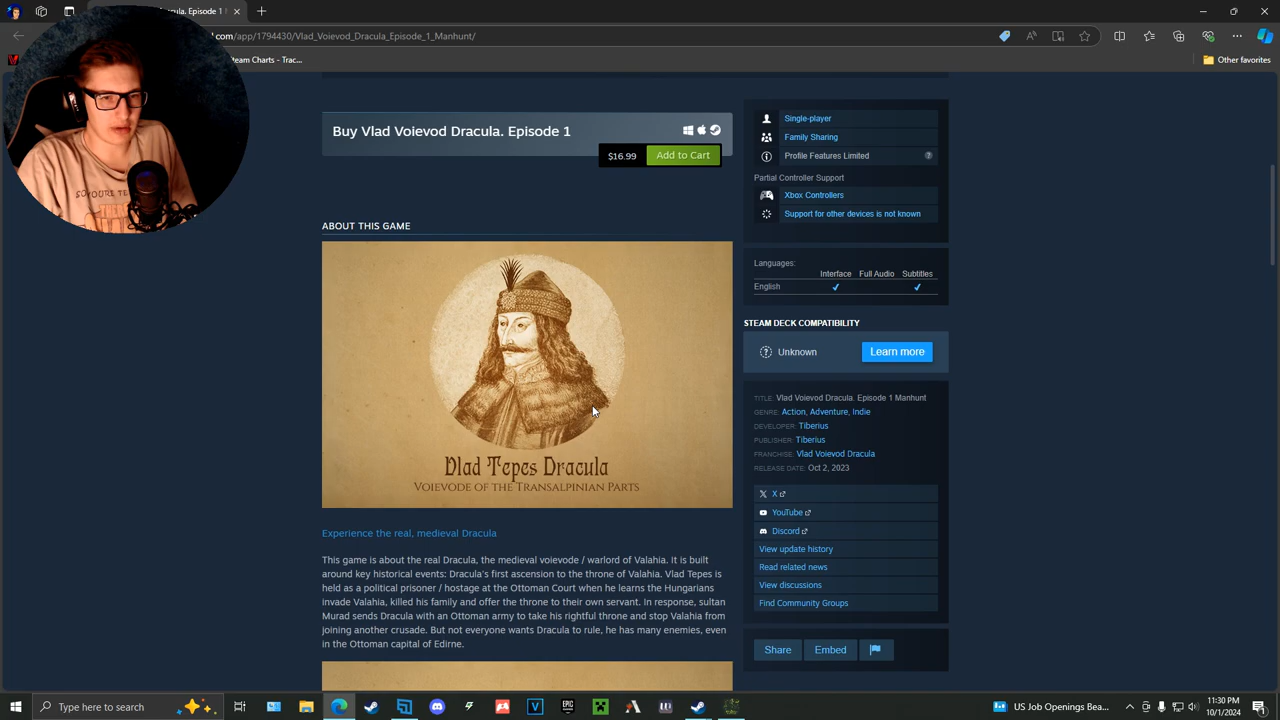 .com/app/1794430/Vlad_Voievod_Dracula_Episode_1_Manhunt/
team Charts - Trac...
Other favorites
Buy Vlad Voievod Dracula. Episode 1
$16.99
Add to Cart
ABOUT THIS GAME
Vlad Tepes Dracula
Voievode of the Transalpinian Parts
Experience the real, medieval Dracula
This game is about the real Dracula, the medieval voievode / warlord of Valahia. It is built
around key historical events: Dracula's first ascension to the throne of Valahia. Vlad Tepes is
held as a political prisoner / hostage at the Ottoman Court when he learns the Hungarians
invade Valahia, killed his family and offer the throne to their own servant. In response, sultan
Murad sends Dracula with an Ottoman army to take his rightful throne and stop Valahia from
joining another crusade. But not everyone wants Dracula to rule, he has many enemies, even
in the Ottoman capital of Edirne.
Single-player
Family Sharing
Profile Features Limited ?
Partial Controller Support
Xbox Controllers
Support for other devices is not known
Languages:
Interface Full Audio Subtitles
English ✔ ✔
STEAM DECK COMPATIBILITY
Unknown
Learn more
TITLE: Vlad Voievod Dracula. Episode 1 Manhunt
GENRE: Action, Adventure, Indie
DEVELOPER: Tiberius
PUBLISHER: Tiberius
FRANCHISE: Vlad Voievod Dracula
RELEASE DATE: Oct 2, 2023
X
YouTube
Discord
View update history
Read related news
View discussions
Find Community Groups
Share
Embed
Type here to search
EPIC
US Job Openings Bea...
11:30 PM
10/1/2024